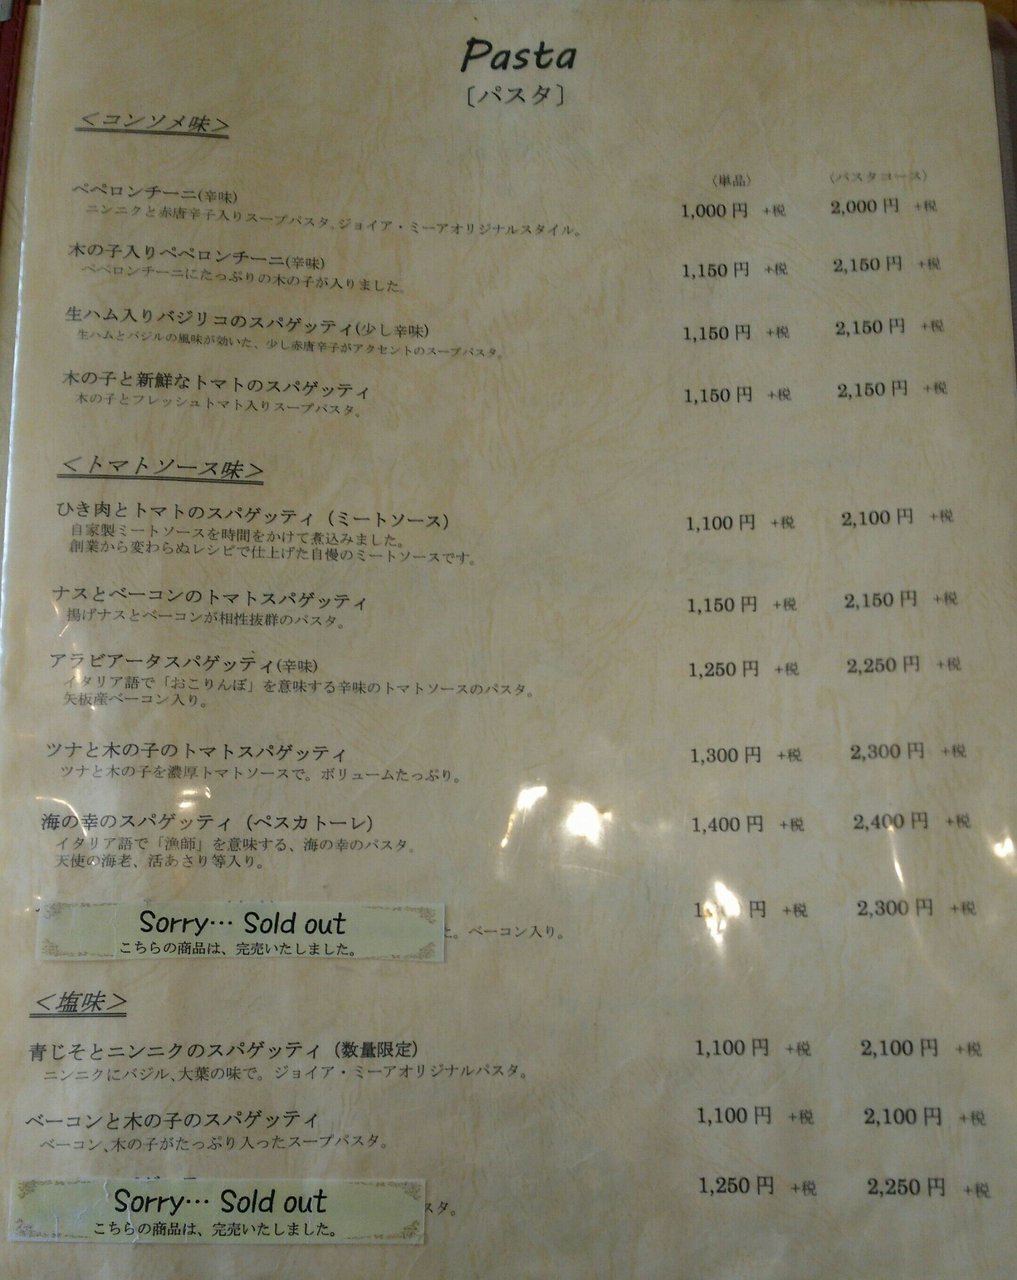 Pasta
〔パスタ〕
＜コンソメ味＞
〈単品〉 〈パスタコース〉
ペペロンチーニ(辛味) 1,000円 +税 2,000円 +税
ニンニクと赤唐辛子入りスープパスタ。ジョイア・ミーアオリジナルスタイル。
木の子入りペペロンチーニ(辛味) 1,150円 +税 2,150円 +税
ペペロンチーニにたっぷりの木の子が入りました。
生ハム入りバジリコのスパゲッティ(少し辛味) 1,150円 +税 2,150円 +税
生ハムとバジルの風味が効いた、少し赤唐辛子がアクセントのスープパスタ。
木の子と新鮮なトマトのスパゲッティ 1,150円 +税 2,150円 +税
木の子とフレッシュトマト入りスープパスタ。
＜トマトソース味＞
ひき肉とトマトのスパゲッティ（ミートソース） 1,100円 +税 2,100円 +税
自家製ミートソースを時間をかけて煮込みました。
創業から変わらぬレシピで仕上げた自慢のミートソースです。
ナスとベーコンのトマトスパゲッティ 1,150円 +税 2,150円 +税
揚げナスとベーコンが相性抜群のパスタ。
アラビアータスパゲッティ(辛味) 1,250円 +税 2,250円 +税
イタリア語で「おこりんぼ」を意味する辛味のトマトソースのパスタ。
矢板産ベーコン入り。
ツナと木の子のトマトスパゲッティ 1,300円 +税 2,300円 +税
ツナと木の子を濃厚トマトソースで。ボリュームたっぷり。
海の幸のスパゲッティ（ペスカトーレ） 1,400円 +税 2,400円 +税
イタリア語で「漁師」を意味する、海の幸のパスタ。
天使の海老、活あさり等入り。
円 +税 2,300円 +税
Sorry… Sold out
こちらの商品は、完売いたしました。
と。ベーコン入り。
＜塩味＞
青じそとニンニクのスパゲッティ（数量限定） 1,100円 +税 2,100円 +税
ニンニクにバジル、大葉の味で。ジョイア・ミーアオリジナルパスタ。
ベーコンと木の子のスパゲッティ 1,100円 +税 2,100円 +税
ベーコン、木の子がたっぷり入ったスープパスタ。
1,250円 +税 2,250円 +税
Sorry… Sold out
こちらの商品は、完売いたしました。
スタ。